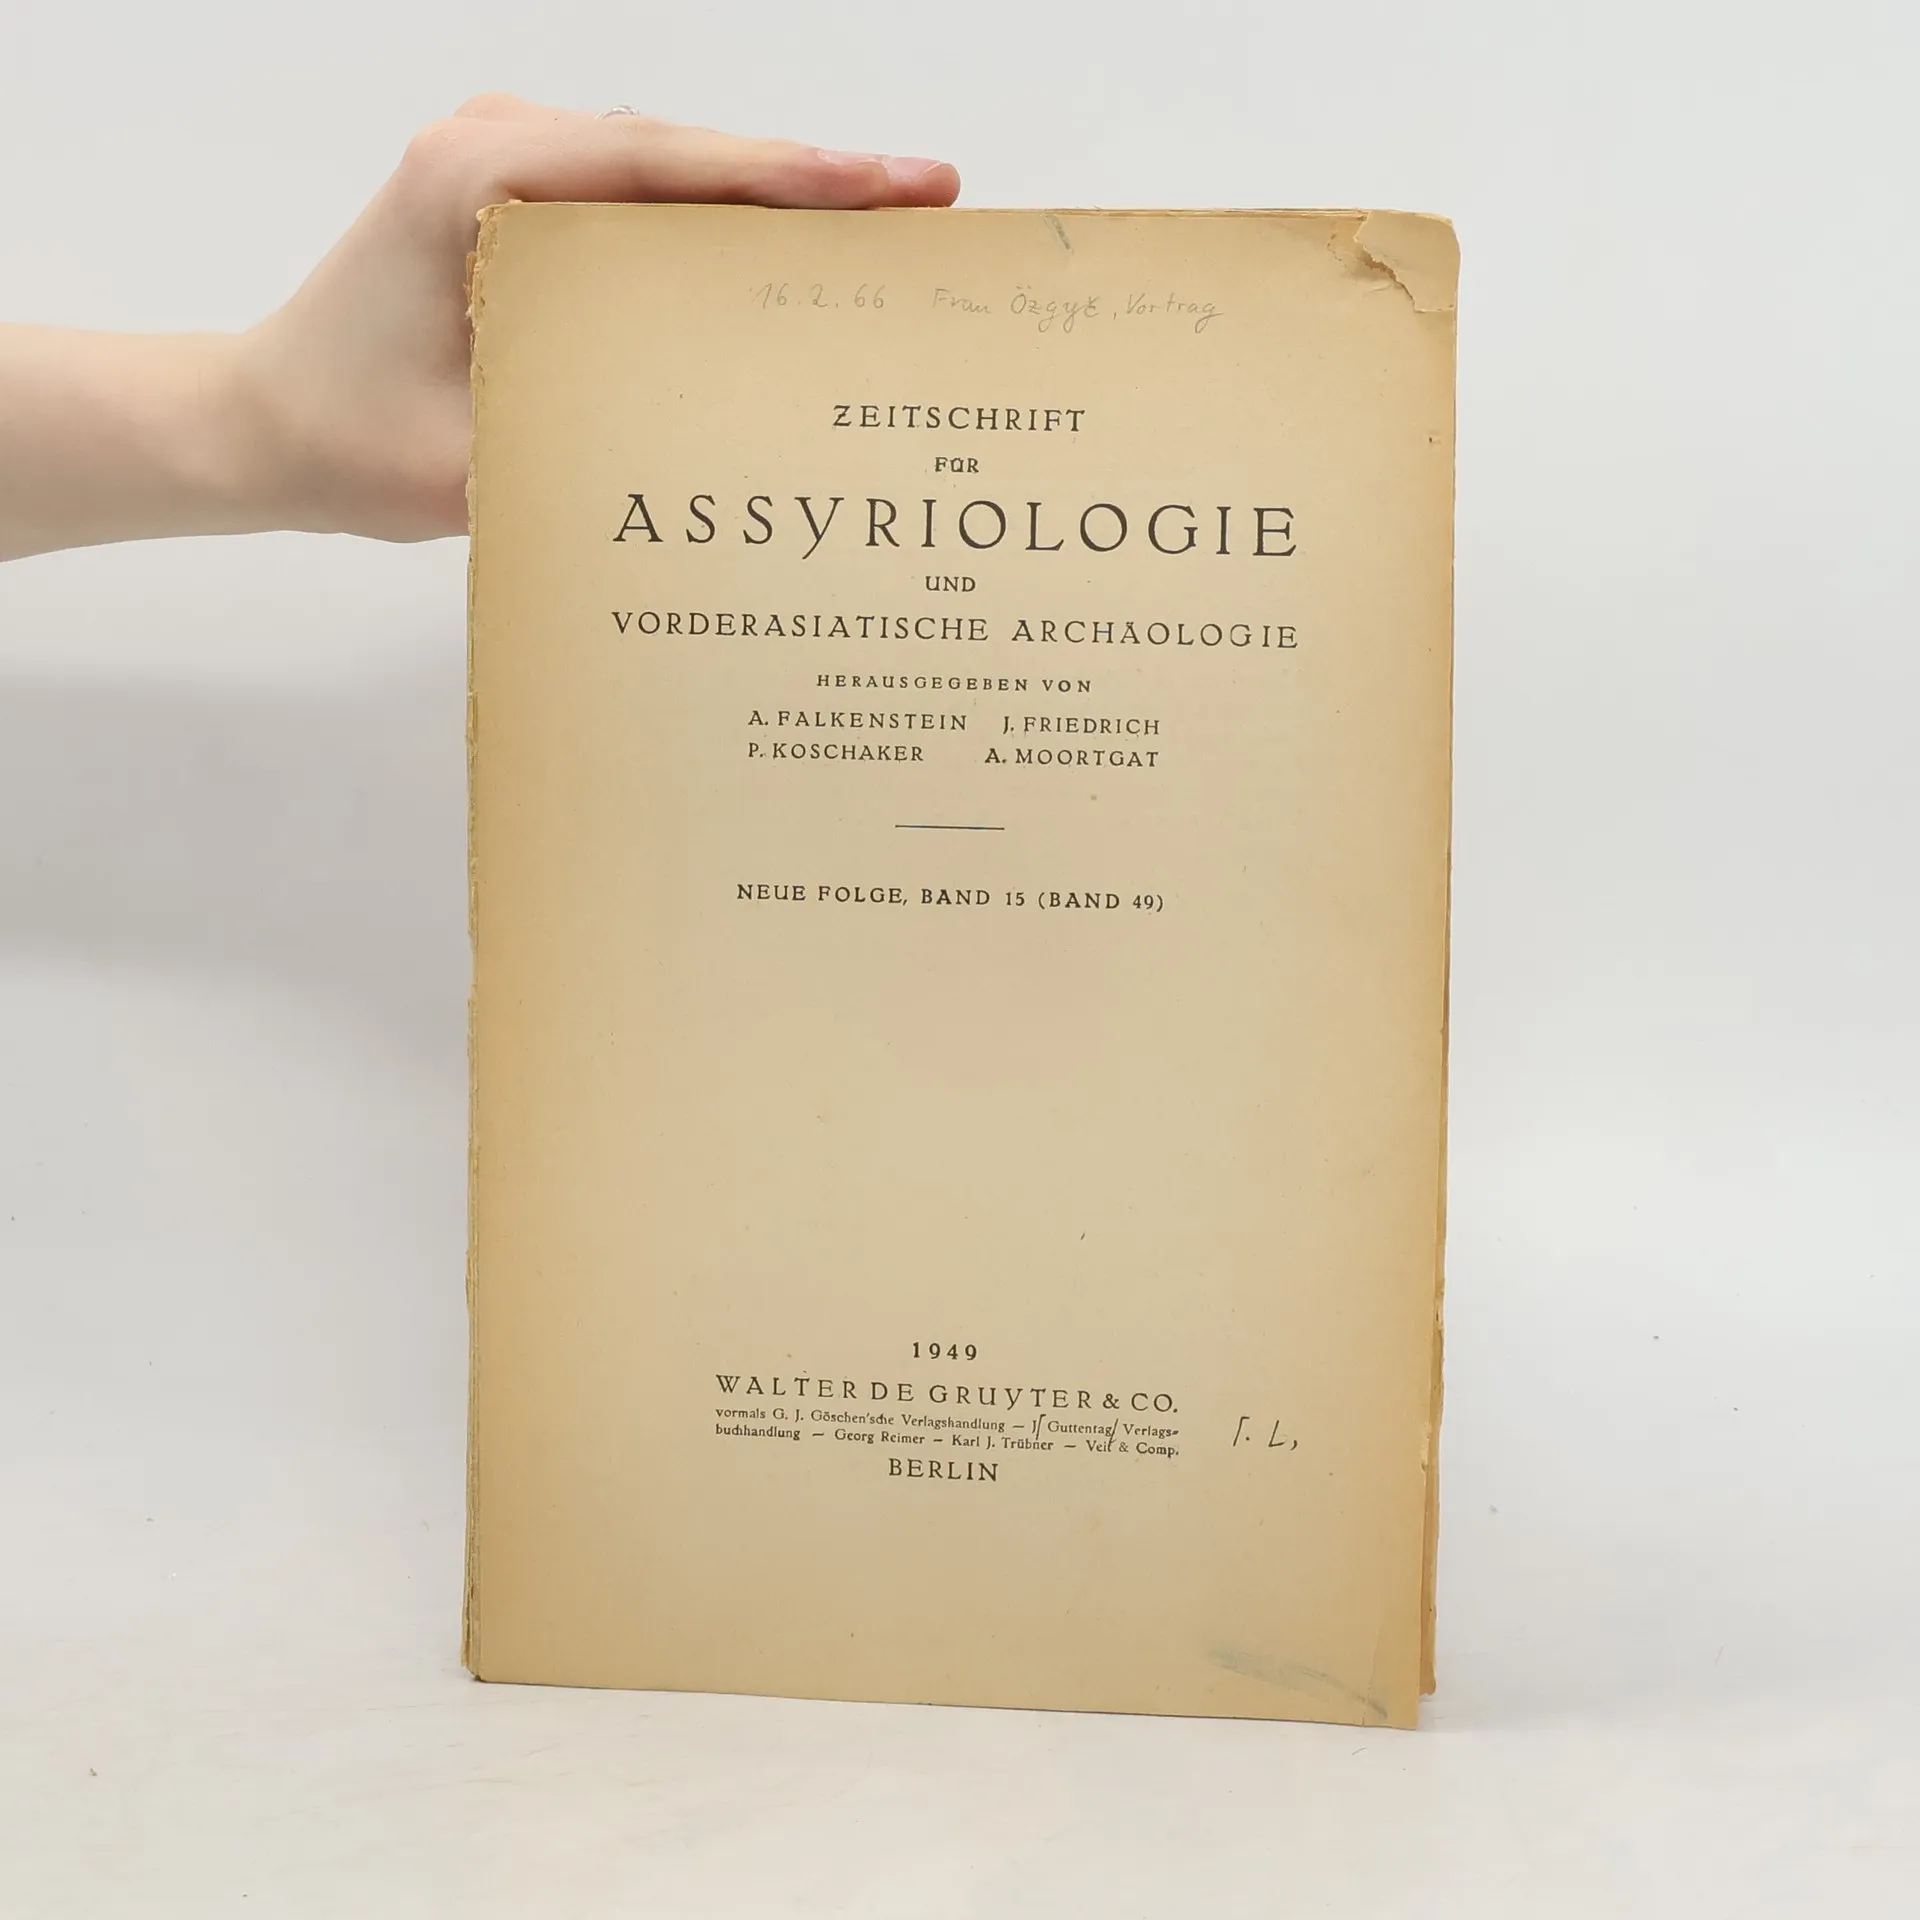 16.2.66 Frau Özgyč, Vortrag
ZEITSCHRIFT
FÜR
ASSYRIOLOGIE
UND
VORDERASIATISCHE ARCHÄOLOGIE
HERAUSGEGEBEN VON
A. FALKENSTEIN J. FRIEDRICH
P. KOSCHAKER A. MOORTGAT
NEUE FOLGE, BAND 15 (BAND 49)
1949
WALTER DE GRUYTER & CO.
vormals G. J. Göschen'sche Verlagshandlung — J Guttentag Verlags-
buchhandlung — Georg Reimer — Karl J. Trübner — Veit & Comp.
BERLIN